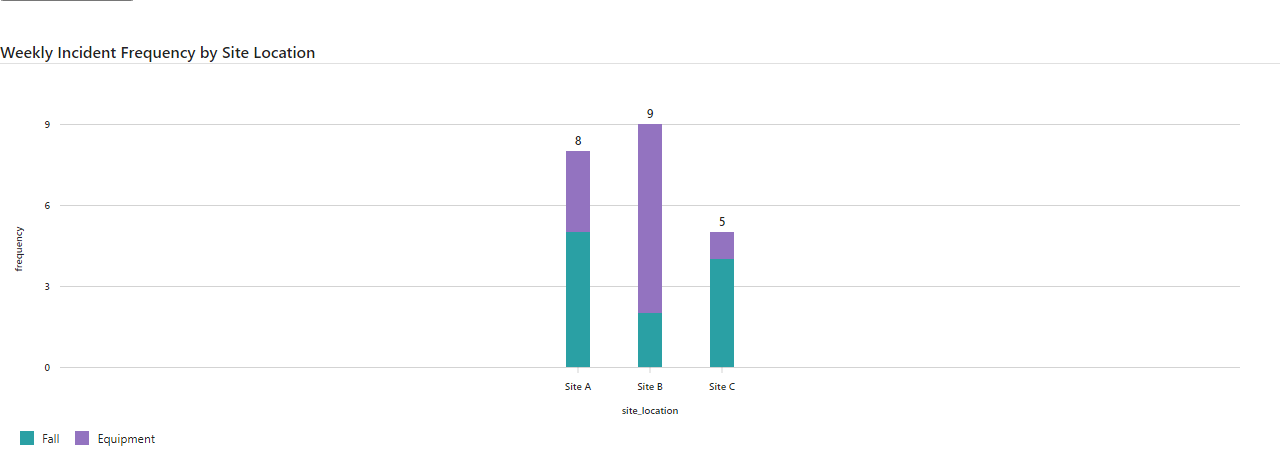 Weekly Incident Frequency by Site Location
9
8
9
6
5
3
0
frequency
Site A Site B Site C
site_location
Fall Equipment